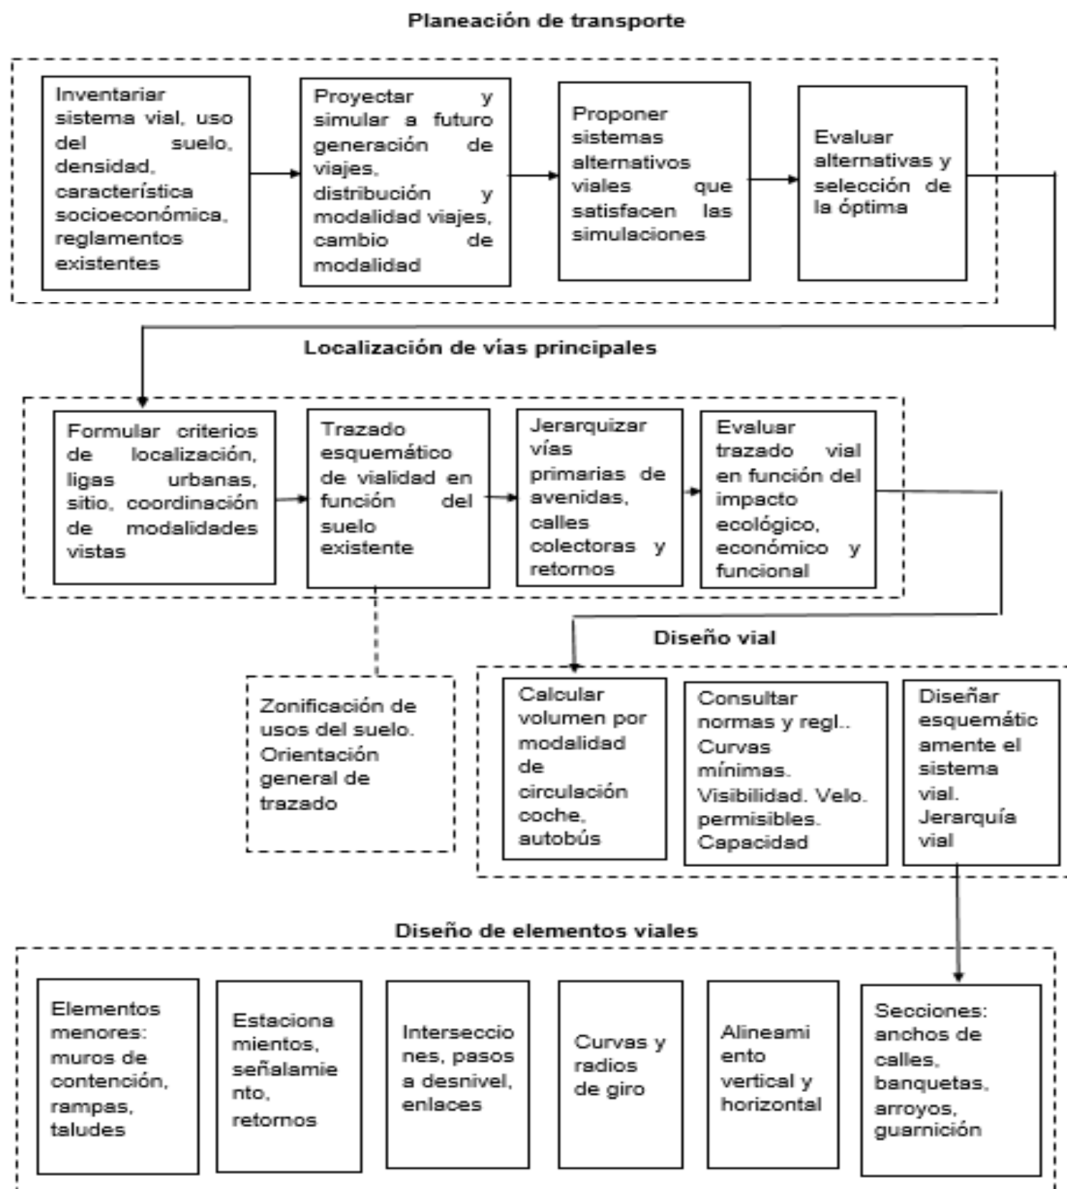 Planeación de transporte
Inventariar
sistema vial, uso
del suelo,
densidad,
característica
socioeconómica,
reglamentos
existentes
Proyectar y
simular a futuro
generación de
viajes,
distribución y
modalidad viajes,
cambio de
modalidad
Proponer
sistemas
alternativos
viales que
satisfacen las
simulaciones
Evaluar
alternativas y
selección de
la óptima
Localización de vías principales
Formular criterios
de localización,
ligas urbanas,
sitio, coordinación
de modalidades
vistas
Trazado
esquemático
de vialidad en
función del
suelo
existente
Jerarquizar
vías
primarias de
avenidas,
calles
colectoras y
retornos
Evaluar
trazado vial
en función del
impacto
ecológico,
económico y
funcional
Zonificación de
usos del suelo.
Orientación
general de
trazado
Diseño vial
Calcular
volumen por
modalidad
de
circulación
coche,
autobús
Consultar
normas y regl..
Curvas
mínimas.
Visibilidad. Velo.
permisibles.
Capacidad
Diseñar
esquemátic
amente el
sistema
vial.
Jerarquía
vial
Diseño de elementos viales
Elementos
menores:
muros de
contención,
rampas,
taludes
Estaciona
mientos,
señalamie
nto,
retornos
Interseccio
nes, pasos
a desnivel,
enlaces
Curvas y
radios
de giro
Alineami
ento
vertical y
horizontal
Secciones:
anchos de
calles,
banquetas,
arroyos,
guarnición